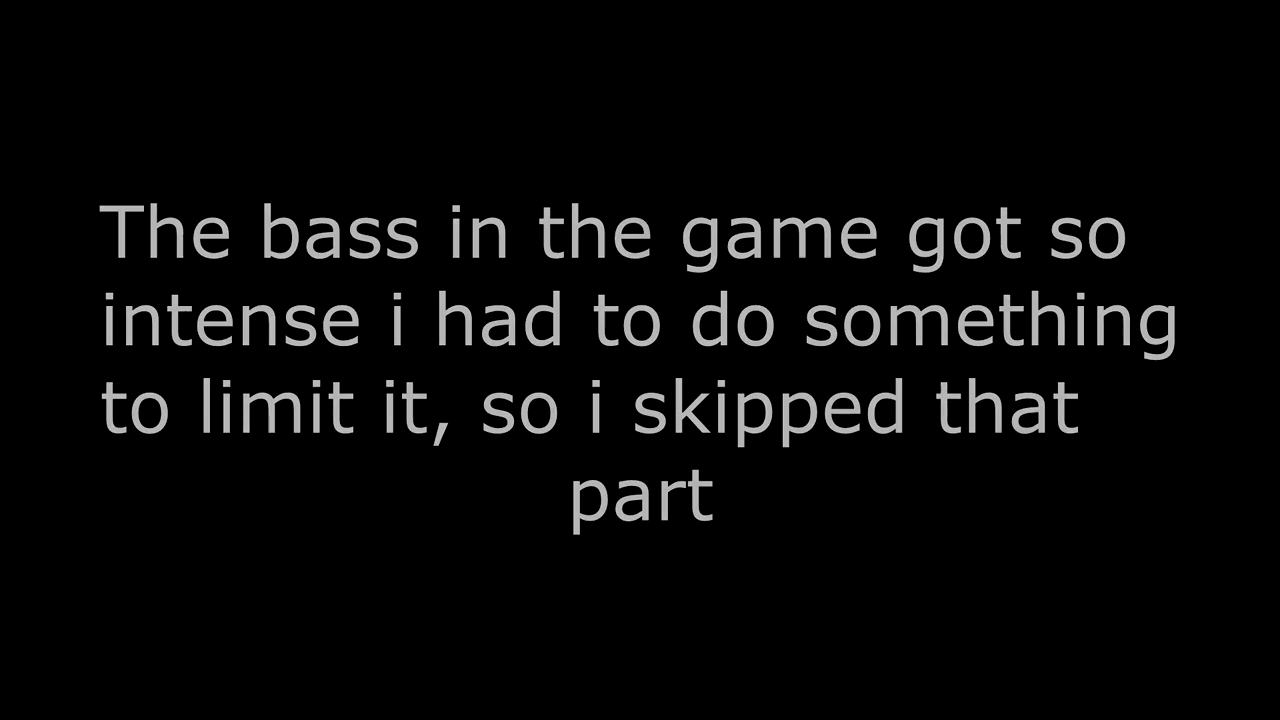 The bass in the game got so
intense i had to do something
to limit it, so i skipped that
part